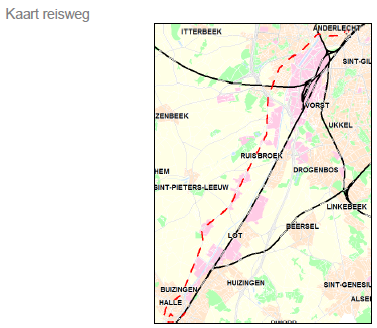 Kaart reisweg
ANDERLECHT
ITTERBEEK
SINT-GIL
VORST
ZENBEEK
UKKEL
RUISBROEK
HEM
DROGENBOS
SINT-PIETERS-LEEUW
LINKEBEEK
BEERSEL
LOT
HUIZINGEN
SINT-GENESIU
BUIZINGEN
ALSE
HALLE